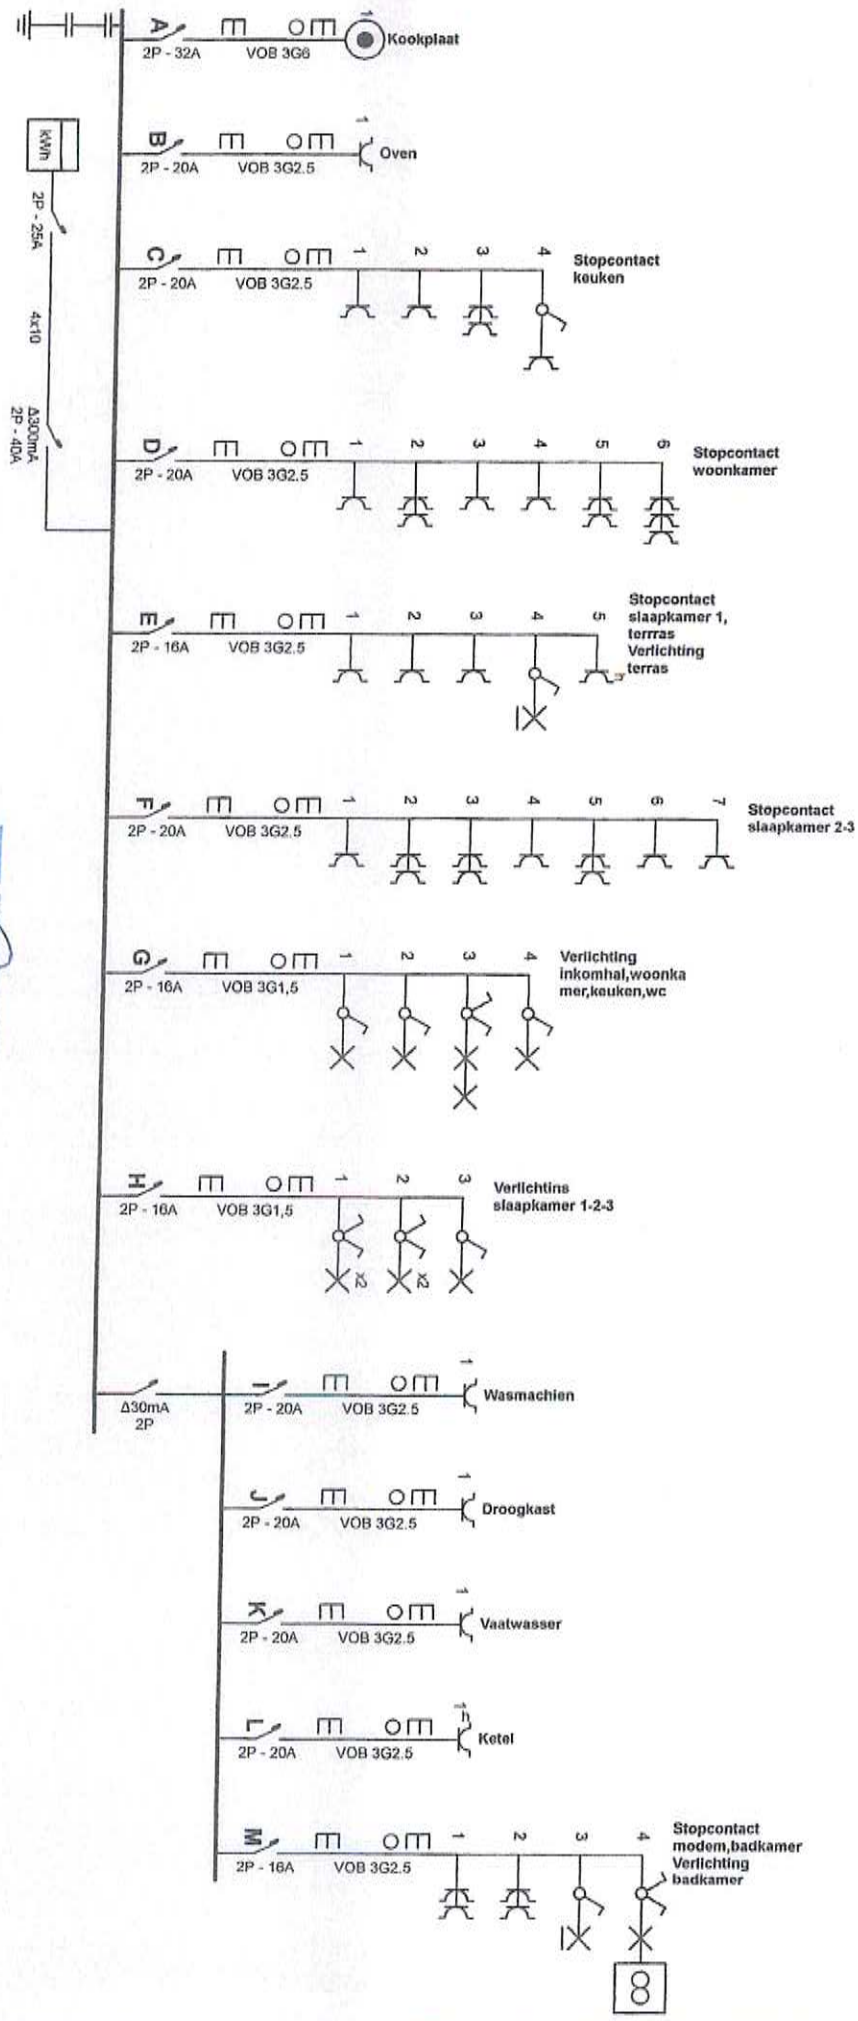 A
2P - 32A
VOB 3G6
1
Kookplaat
kWh
2P - 25A
4x10
Δ300mA
2P - 40A
B
2P - 20A
VOB 3G2.5
1
Oven
C
2P - 20A
VOB 3G2.5
1 2 3 4
Stopcontact
keuken
D
2P - 20A
VOB 3G2.5
1 2 3 4 5 6
Stopcontact
woonkamer
E
2P - 16A
VOB 3G2.5
1 2 3 4 5
Stopcontact
slaapkamer 1,
terrras
Verlichting
terras
F
2P - 20A
VOB 3G2.5
1 2 3 4 5 6 7
Stopcontact
slaapkamer 2-3
G
2P - 16A
VOB 3G1,5
1 2 3 4
Verlichting
inkomhal,woonka
mer,keuken,wc
H
2P - 16A
VOB 3G1,5
1 2 3
x2 x2
Verlichtins
slaapkamer 1-2-3
Δ30mA
2P
I
2P - 20A
VOB 3G2.5
1
Wasmachien
J
2P - 20A
VOB 3G2.5
1
Droogkast
K
2P - 20A
VOB 3G2.5
1
Vaatwasser
L
2P - 20A
VOB 3G2.5
1
Ketel
M
2P - 16A
VOB 3G2.5
1 2 3 4
Stopcontact
modem,badkamer
Verlichting
badkamer